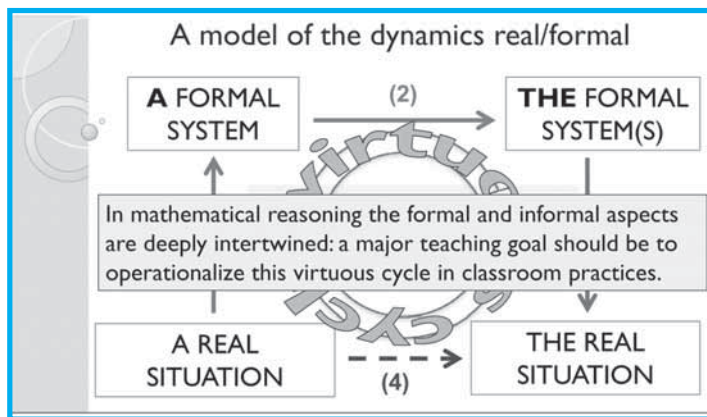 A model of the dynamics real/formal
A FORMAL
SYSTEM
(2)
THE FORMAL
SYSTEM(S)
virtue
In mathematical reasoning the formal and informal aspects
are deeply intertwined: a major teaching goal should be to
operationalize this virtuous cycle in classroom practices.
A REAL
SITUATION
(4)
THE REAL
SITUATION